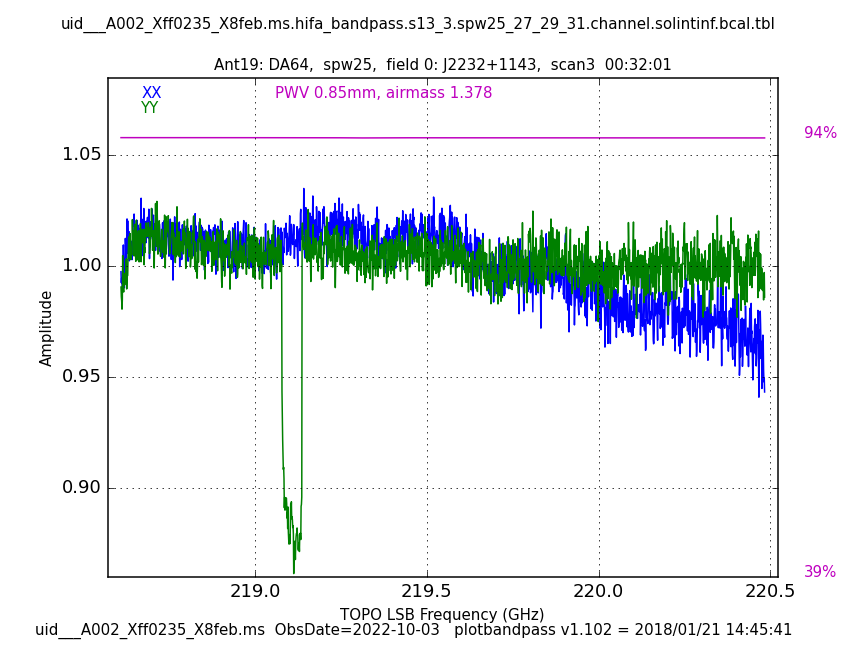 uid___A002_Xff0235_X8feb.ms.hifa_bandpass.s13_3.spw25_27_29_31.channel.solintinf.bcal.tbl
Ant19: DA64,  spw25,  field 0: J2232+1143,  scan3  00:32:01
XX
YY
PWV 0.85mm, airmass 1.378
94%
39%
1.05
1.00
0.95
0.90
Amplitude
219.0 219.5 220.0 220.5
TOPO LSB Frequency (GHz)
uid___A002_Xff0235_X8feb.ms  ObsDate=2022-10-03   plotbandpass v1.102 = 2018/01/21 14:45:41